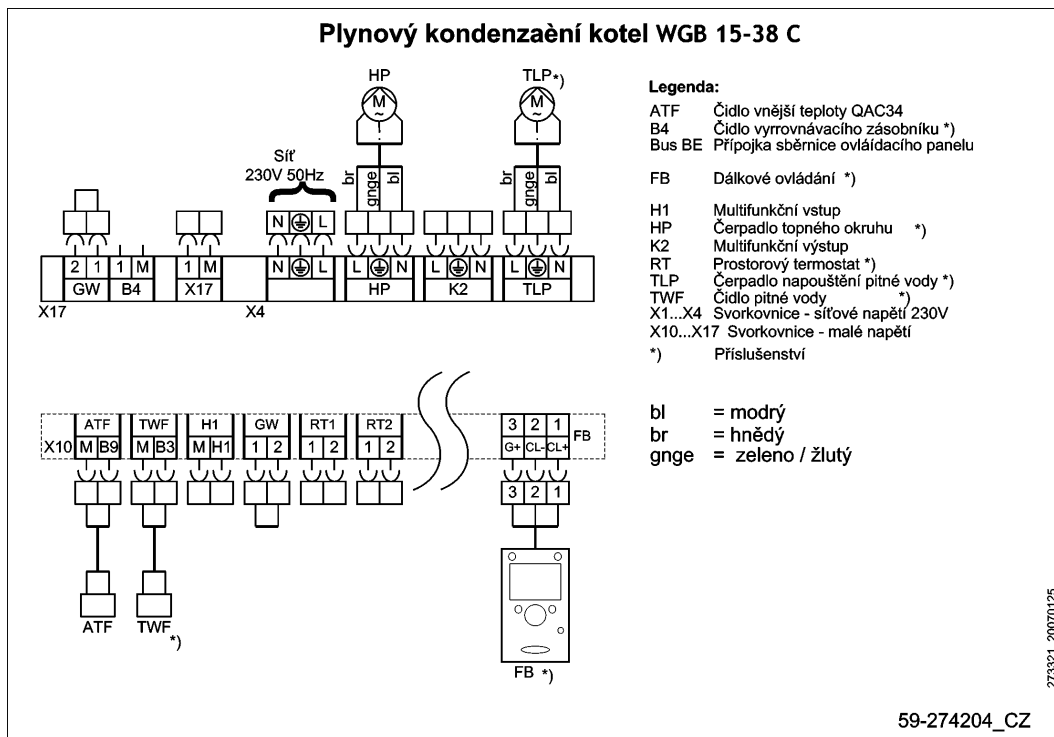 Plynový kondenzaèní kotel WGB 15-38 C
HP
TLP *)
M
~
M
~
Síť
230V 50Hz
br
gnge
bl
br
gnge
bl
N L
2 1 1 M 1 M N L L N L N L N
GW B4 X17 HP K2 TLP
X17 X4
Legenda:
ATF Čidlo vnější teploty QAC34
B4 Čidlo vyrrovnávacího zásobníku *)
Bus BE Přípojka sběrnice ovláídacího panelu
FB Dálkové ovládání *)
H1 Multifunkční vstup
HP Čerpadlo topného okruhu *)
K2 Multifunkční výstup
RT Prostorový termostat *)
TLP Čerpadlo napouštění pitné vody *)
TWF Čidlo pitné vody *)
X1...X4 Svorkovnice - síťové napětí 230V
X10...X17 Svorkovnice - malé napětí
*) Příslušenství
bl = modrý
br = hnědý
gnge = zeleno / žlutý
ATF TWF H1 GW RT1 RT2 3 2 1
X10 M B9 M B3 M H1 1 2 1 2 1 2 G+ CL- CL+ FB
3 2 1
ATF TWF *)
FB *)
273321_20070125
59-274204_CZ